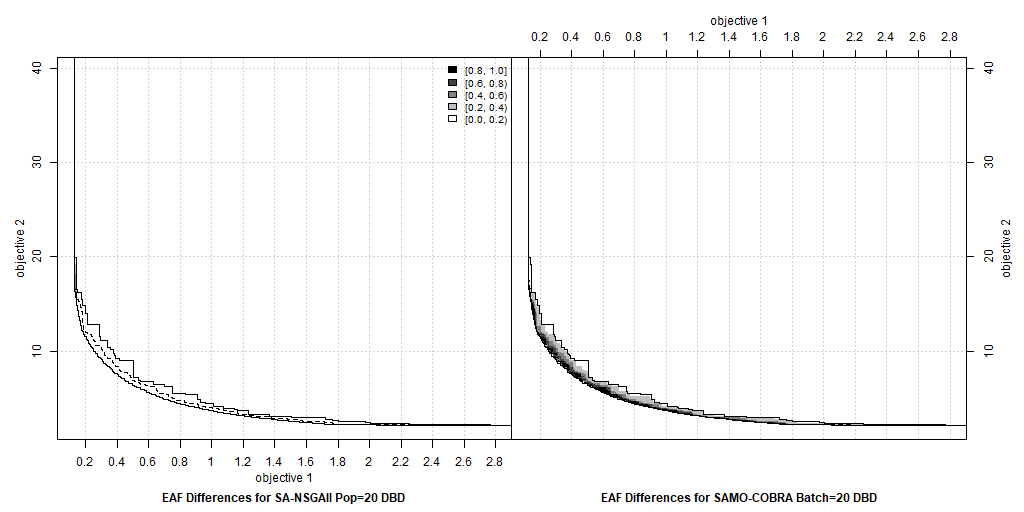 objective 1
0.2 0.4 0.6 0.8 1 1.2 1.4 1.6 1.8 2 2.2 2.4 2.6 2.8
[0.8, 1.0]
[0.6, 0.8)
[0.4, 0.6)
[0.2, 0.4)
[0.0, 0.2)
40
30
20
10
objective 2
40
30
20
10
objective 2
0.2 0.4 0.6 0.8 1 1.2 1.4 1.6 1.8 2 2.2 2.4 2.6 2.8
objective 1
EAF Differences for SA-NSGAII Pop=20 DBD
EAF Differences for SAMO-COBRA Batch=20 DBD